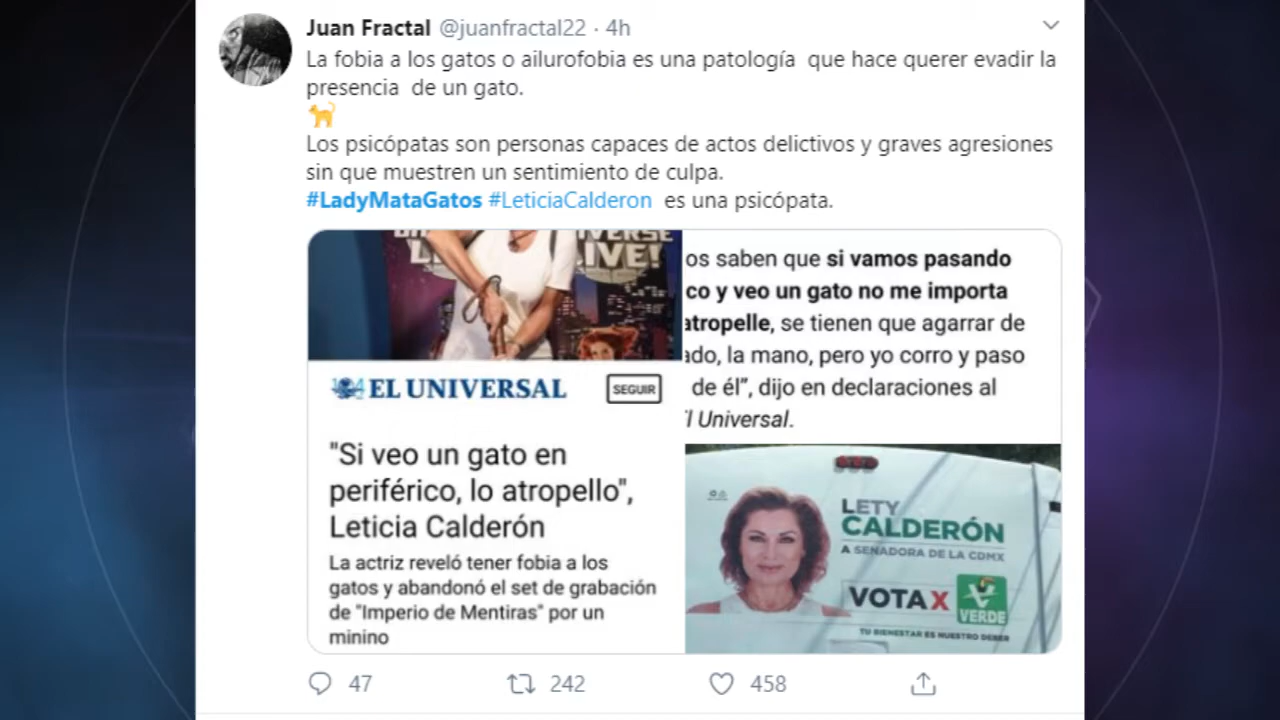 Juan Fractal @juanfractal22 · 4h
La fobia a los gatos o ailurofobia es una patología que hace querer evadir la
presencia de un gato.
Los psicópatas son personas capaces de actos delictivos y graves agresiones
sin que muestren un sentimiento de culpa.
#LadyMataGatos #LeticiaCalderon es una psicópata.
LIVE!
EL UNIVERSAL
SEGUIR
"Si veo un gato en
periférico, lo atropello",
Leticia Calderón
La actriz reveló tener fobia a los
gatos y abandonó el set de grabación
de "Imperio de Mentiras" por un
minino
os saben que si vamos pasando
co y veo un gato no me importa
atropelle, se tienen que agarrar de
ado, la mano, pero yo corro y paso
de él”, dijo en declaraciones al
l Universal.
LETY
CALDERÓN
A SENADORA DE LA CDMX
VOTA X
VERDE
TU BIENESTAR ES NUESTRO DEBER
47
242
458